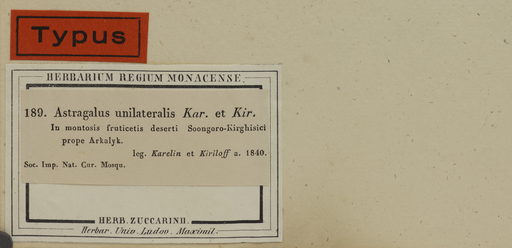 Typus
HERBARIUM REGIUM MONACENSE.
189. Astragalus unilateralis Kar. et Kir.
In montosis fruticetis deserti Soongoro-Kirghisici
prope Arkalyk.
leg. Karelin et Kiriloff a. 1840.
Soc. Imp. Nat. Cur. Mosqu.
HERB. ZUCCARINII.
Herbar. Univ. Ludov. Maximil.